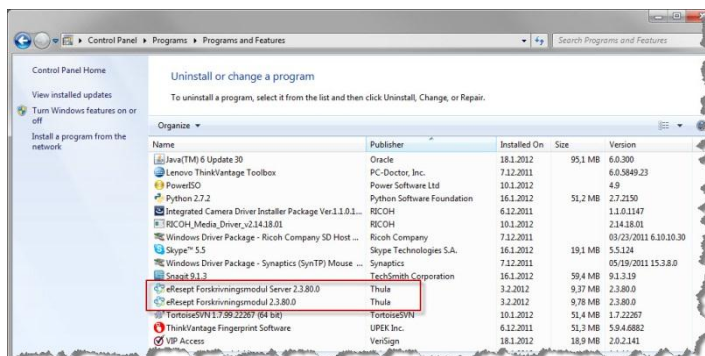 Control Panel ▸ Programs ▸ Programs and Features
Search Programs and Features
Control Panel Home
View installed updates
Turn Windows features on or
off
Install a program from the
network
Uninstall or change a program
To uninstall a program, select it from the list and then click Uninstall, Change, or Repair.
Organize
Name Publisher Installed On Size Version
Java(TM) 6 Update 30 Oracle 18.1.2012 95,1 MB 6.0.300
Lenovo ThinkVantage Toolbox PC-Doctor, Inc. 7.12.2011 6.0.5849.23
PowerISO Power Software Ltd 10.1.2012 4.9
Python 2.7.2 Python Software Foundation 16.1.2012 51,2 MB 2.7.2150
Integrated Camera Driver Installer Package Ver.1.1.0.1... RICOH 6.12.2011 1.1.0.1147
RICOH_Media_Driver_v2.14.18.01 RICOH 10.1.2012 2.14.18.01
Windows Driver Package - Ricoh Company SD Host ... Ricoh Company 7.12.2011 03/23/2011 6.10.10.30
Skype™ 5.5 Skype Technologies S.A. 16.1.2012 19,1 MB 5.5.124
Windows Driver Package - Synaptics (SynTP) Mouse ... Synaptics 7.12.2011 05/19/2011 15.3.8.0
Snagit 9.1.3 TechSmith Corporation 16.1.2012 59,4 MB 9.1.3.19
eResept Forskrivningsmodul Server 2.3.80.0 Thula 3.2.2012 9,37 MB 2.3.80.0
eResept Forskrivningsmodul 2.3.80.0 Thula 3.2.2012 9,78 MB 2.3.80.0
TortoiseSVN 1.7.99.22267 (64 bit) TortoiseSVN 10.1.2012 51,4 MB 1.7.22267
ThinkVantage Fingerprint Software UPEK Inc. 6.12.2011 51,3 MB 5.9.4.6882
VIP Access VeriSign 18.1.2012 18,9 MB 2.0.2.141